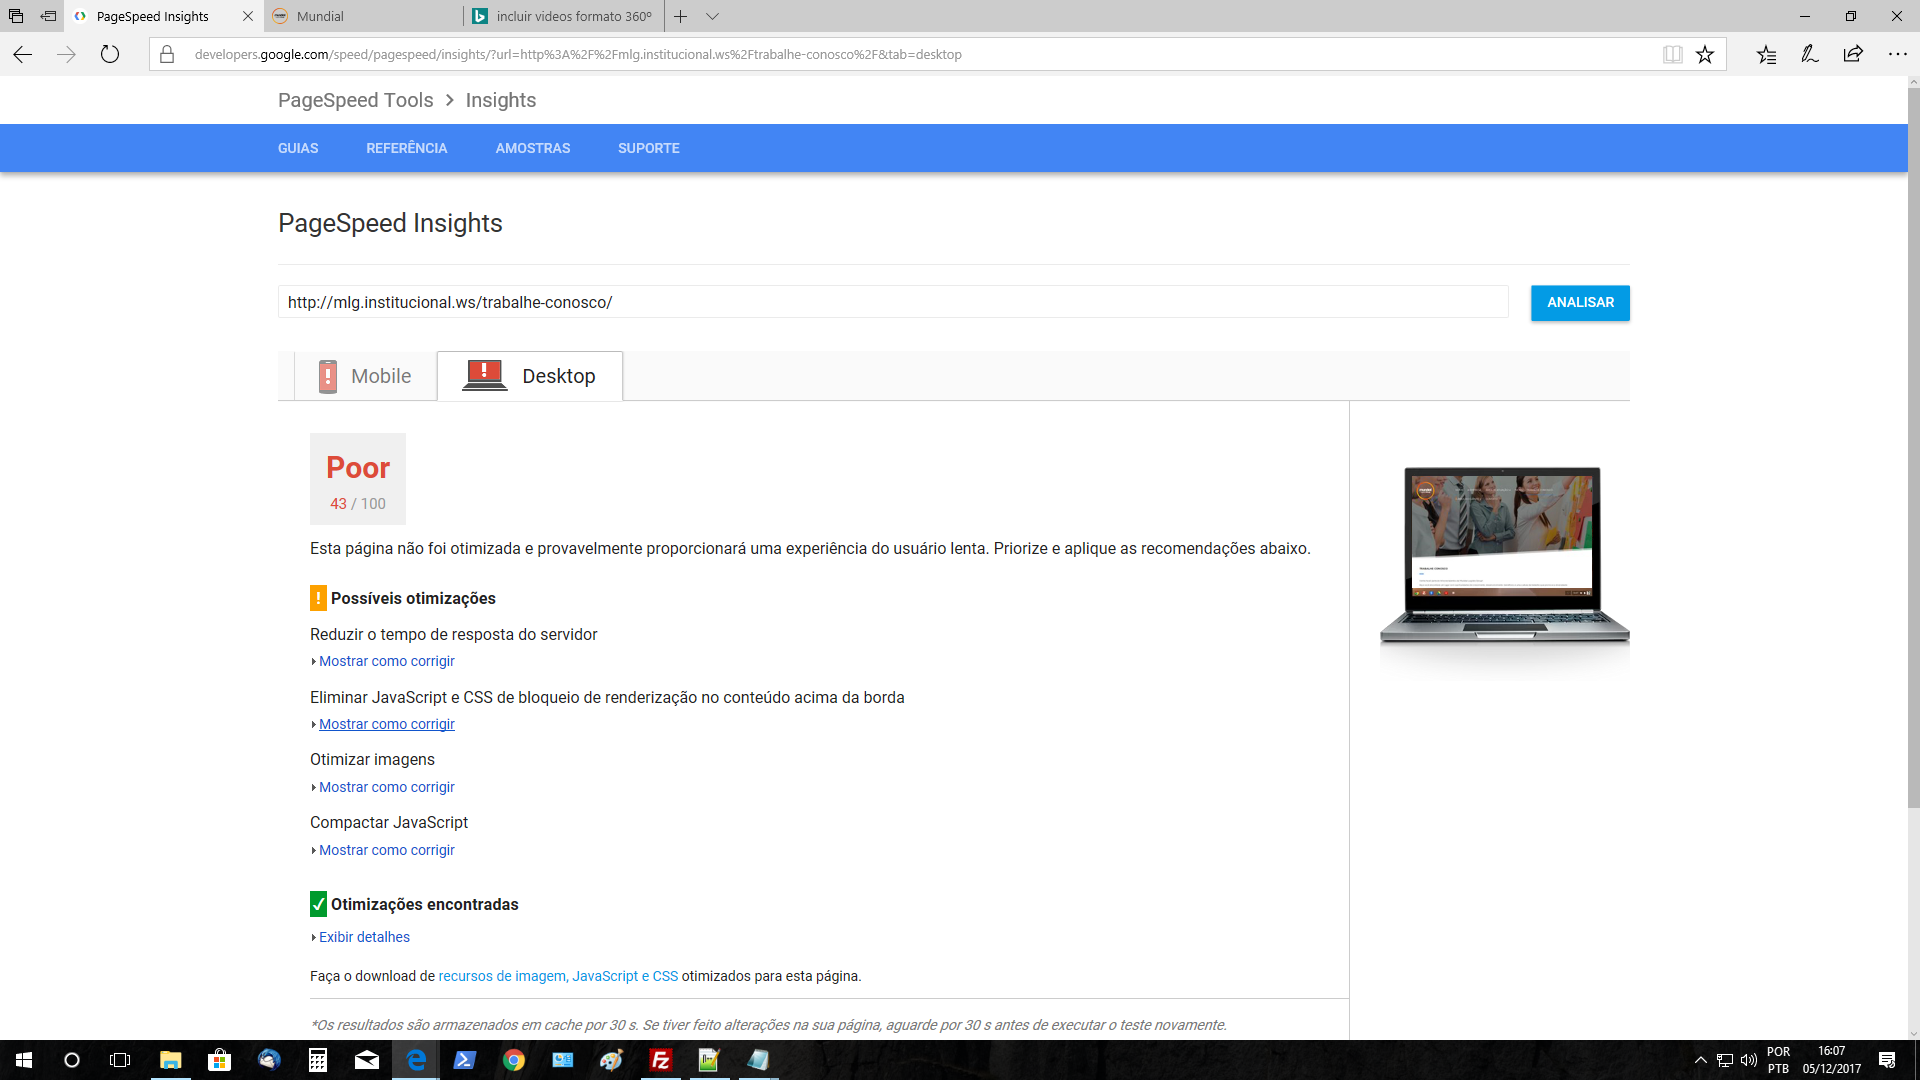 PageSpeed Insights
Mundial
incluir videos formato 360º
developers.google.com/speed/pagespeed/insights/?url=http%3A%2F%2Fmlg.institucional.ws%2Ftrabalhe-conosco%2F&tab=desktop
PageSpeed Tools > Insights
GUIAS REFERÊNCIA AMOSTRAS SUPORTE
PageSpeed Insights
http://mlg.institucional.ws/trabalhe-conosco/
ANALISAR
Mobile
Desktop
Poor
43 / 100
Esta página não foi otimizada e provavelmente proporcionará uma experiência do usuário lenta. Priorize e aplique as recomendações abaixo.
! Possíveis otimizações
Reduzir o tempo de resposta do servidor
Mostrar como corrigir
Eliminar JavaScript e CSS de bloqueio de renderização no conteúdo acima da borda
Mostrar como corrigir
Otimizar imagens
Mostrar como corrigir
Compactar JavaScript
Mostrar como corrigir
Otimizações encontradas
Exibir detalhes
Faça o download de recursos de imagem, JavaScript e CSS otimizados para esta página.
*Os resultados são armazenados em cache por 30 s. Se tiver feito alterações na sua página, aguarde por 30 s antes de executar o teste novamente.
POR
PTB
16:07
05/12/2017